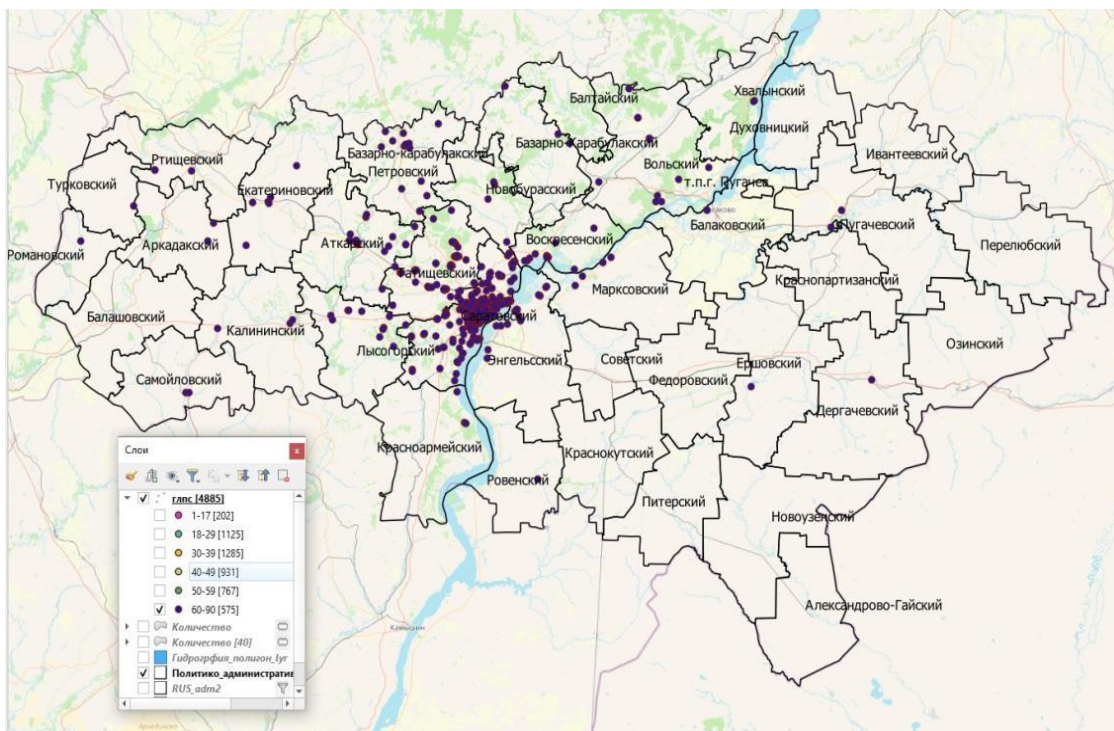 Хвалынский
Балтайский
Духовницкий
Ивантеевский
Базарно-Карабулакский
Базарно-карабулакский
Ртищевский
Вольский
Петровский
т.п.г. Пугачев
Турковский
Екатериновский
Новобурасский
Балаковский
Пугачевский
Аткарский
Воскресенский
Аркадакский
Перелюбский
Романовский
Татищевский
Краснопартизанский
Марксовский
Балашовский
Саратовский
Калининский
Озинский
Лысогорский
Энгельсский
Советский
Ершовский
Самойловский
Федоровский
Дергачевский
Красноармейский
Краснокутский
Ровенский
Питерский
Новоузенский
Александрово-Гайский
Камышин
Слои
x
глпс [4885]
1-17 [202]
18-29 [1125]
30-39 [1285]
40-49 [931]
50-59 [767]
60-90 [575]
Количество
Количество [40]
Гидрогрфия_полигон_lyr
Политико_административ
RUS_adm2